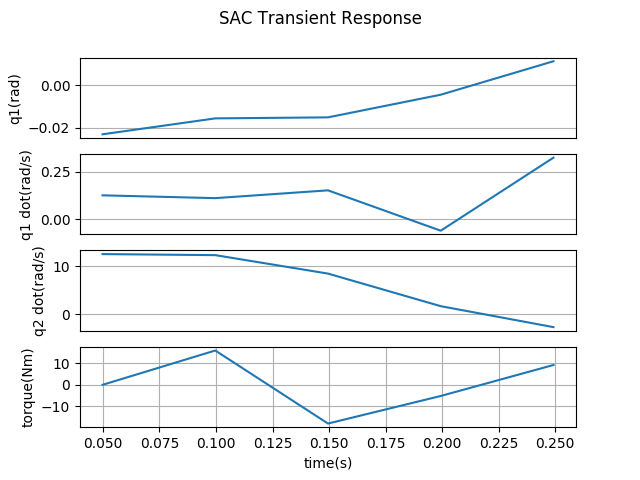 SAC Transient Response
q1(rad)
0.00
−0.02
q1 dot(rad/s)
0.25
0.00
q2 dot(rad/s)
10
0
torque(Nm)
10
0
−10
0.050 0.075 0.100 0.125 0.150 0.175 0.200 0.225 0.250
time(s)